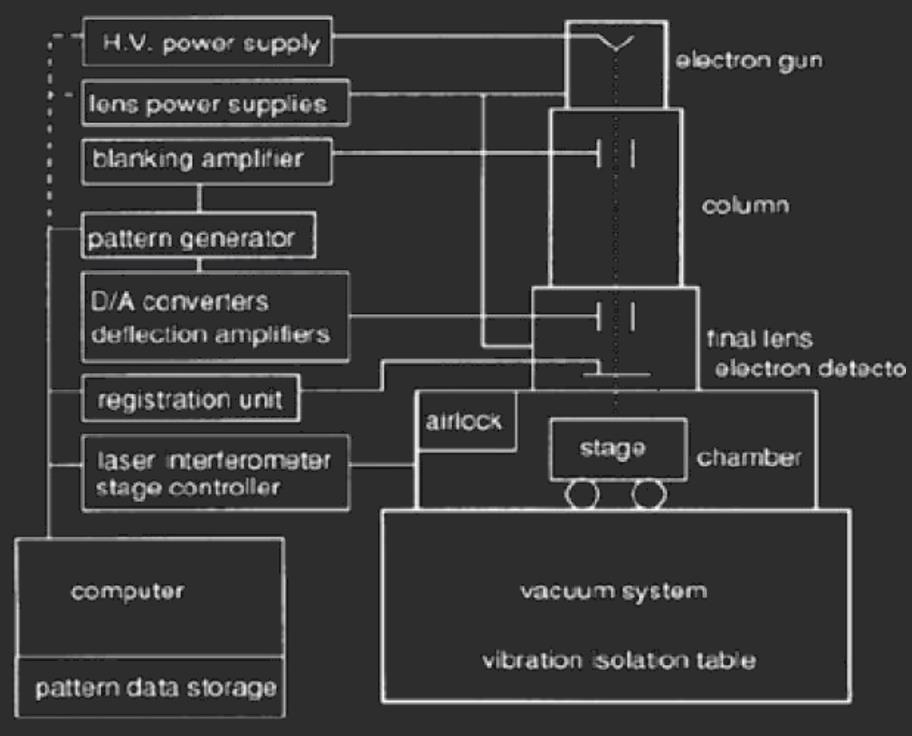 H.V. power supply
lens power supplies
blanking amplifier
pattern generator
D/A converters
deflection amplifiers
registration unit
laser interferometer
stage controller
computer
pattern data storage
electron gun
column
final lens
electron detecto
airlock
stage
chamber
vacuum system
vibration isolation table